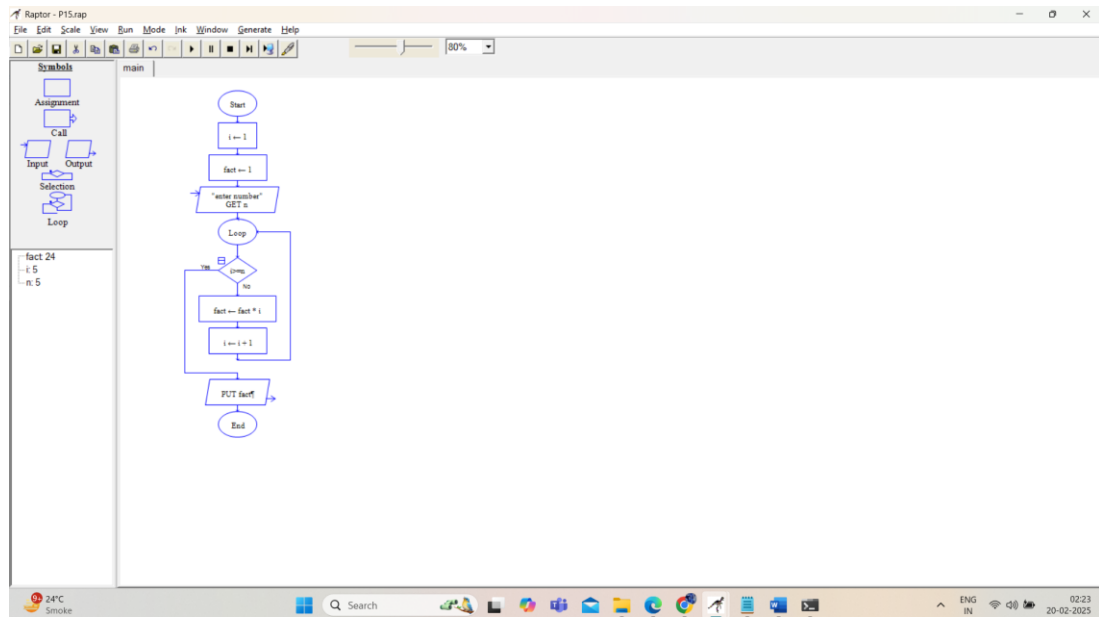 Raptor - P15.rap
File Edit Scale View Run Mode Ink Window Generate Help
80%
Symbols
Assignment
Call
Input Output
Selection
Loop
fact: 24
i: 5
n: 5
main
Start
i ← 1
fact ← 1
"enter number"
GET n
Loop
Yes
i>=n
No
fact ← fact * i
i ← i + 1
PUT fact¶
End
9+
24°C
Smoke
Search
ENG
IN
02:23
20-02-2025